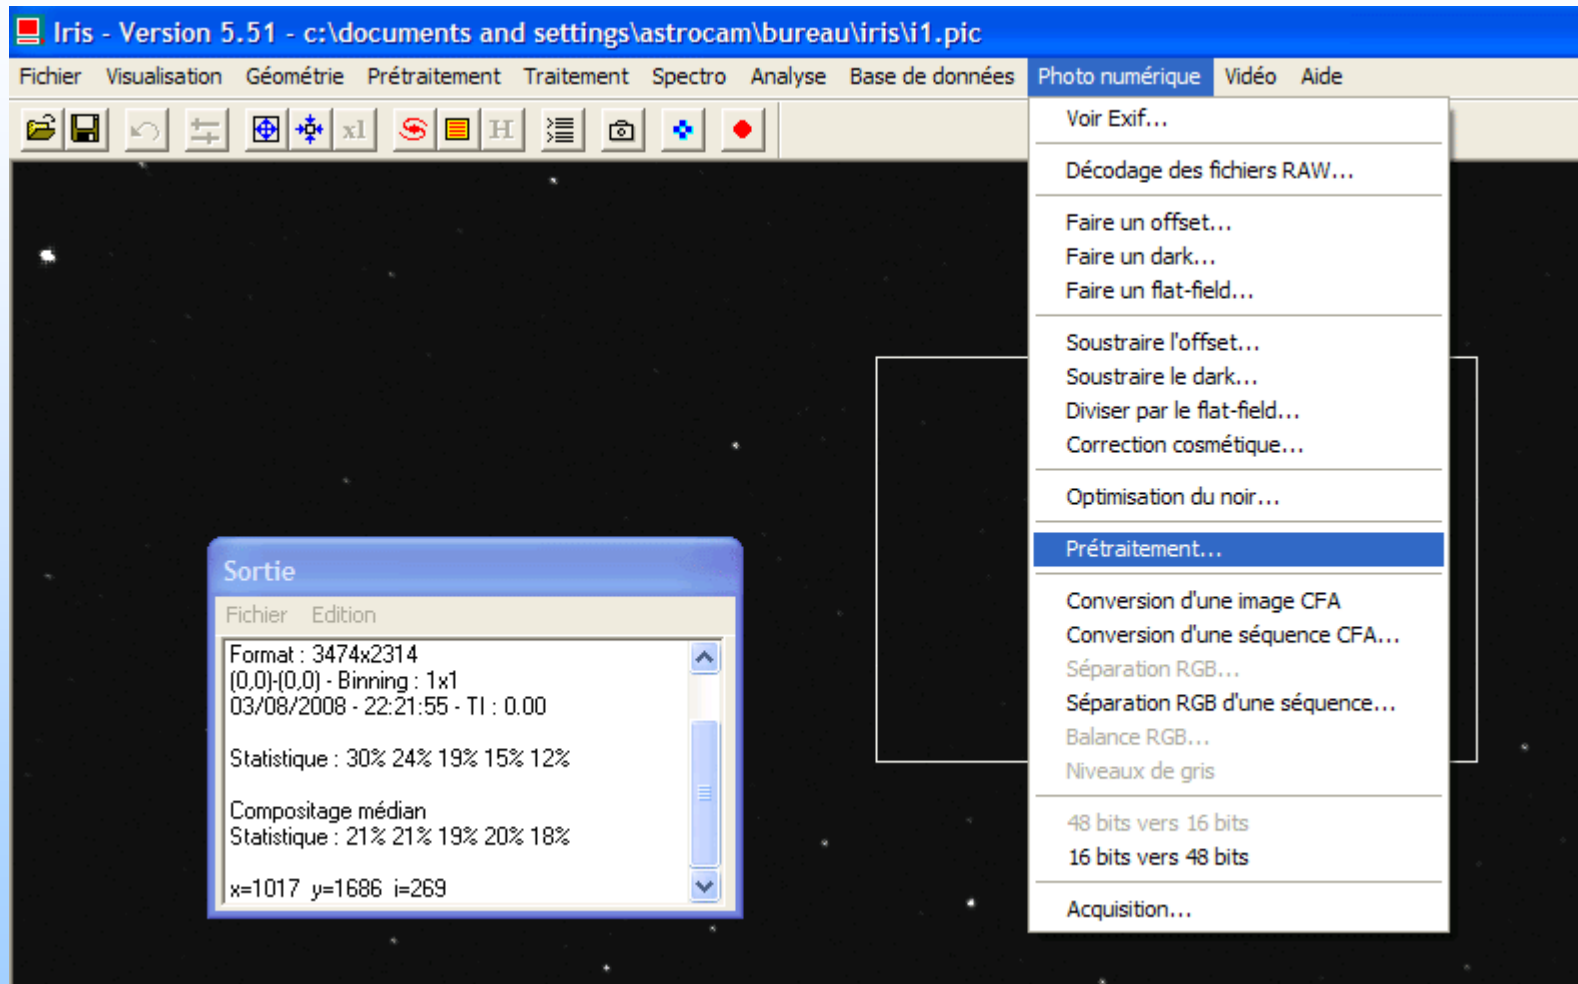 Iris - Version 5.51 - c:\documents and settings\astrocam\bureau\iris\i1.pic
Fichier Visualisation Géométrie Prétraitement Traitement Spectro Analyse Base de données Photo numérique Vidéo Aide
x1 H
Voir Exif...
Décodage des fichiers RAW...
Faire un offset...
Faire un dark...
Faire un flat-field...
Soustraire l'offset...
Soustraire le dark...
Diviser par le flat-field...
Correction cosmétique...
Optimisation du noir...
Prétraitement...
Conversion d'une image CFA
Conversion d'une séquence CFA...
Séparation RGB...
Séparation RGB d'une séquence...
Balance RGB...
Niveaux de gris
48 bits vers 16 bits
16 bits vers 48 bits
Acquisition...
Sortie
Fichier Edition
Format : 3474x2314
(0,0)-(0,0) - Binning : 1x1
03/08/2008 - 22:21:55 - TI : 0.00
Statistique : 30% 24% 19% 15% 12%
Compositage médian
Statistique : 21% 21% 19% 20% 18%
x=1017 y=1686 i=269